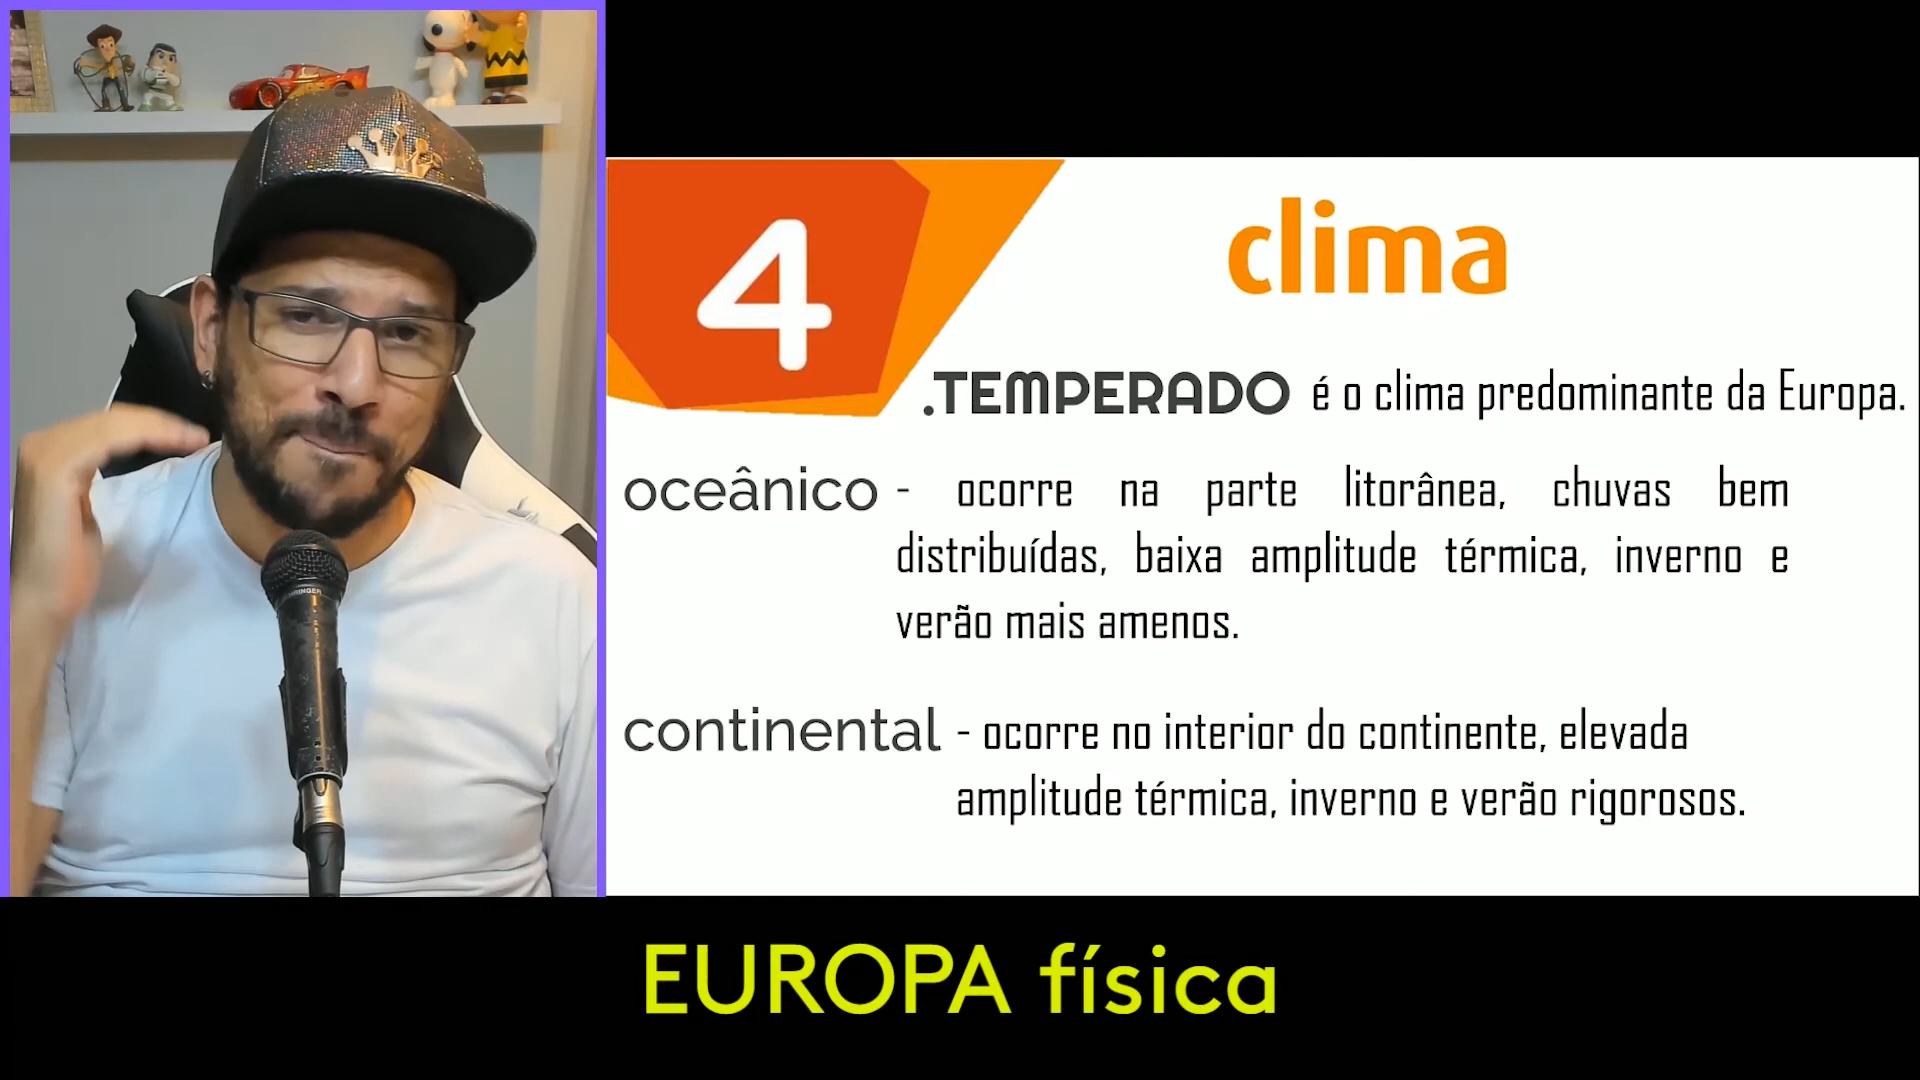 4
clima
.TEMPERADO é o clima predominante da Europa.
oceânico - ocorre na parte litorânea, chuvas bem
distribuídas, baixa amplitude térmica, inverno e
verão mais amenos.
continental - ocorre no interior do continente, elevada
amplitude térmica, inverno e verão rigorosos.
EUROPA física